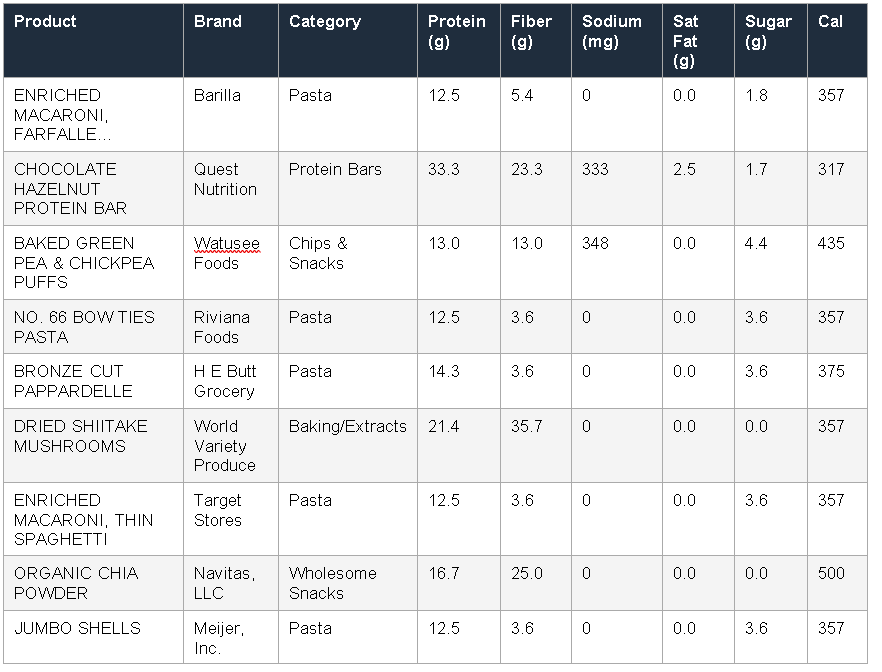 Product Brand Category Protein (g) Fiber (g) Sodium (mg) Sat Fat (g) Sugar (g) Cal
ENRICHED MACARONI, FARFALLE... Barilla Pasta 12.5 5.4 0 0.0 1.8 357
CHOCOLATE HAZELNUT PROTEIN BAR Quest Nutrition Protein Bars 33.3 23.3 333 2.5 1.7 317
BAKED GREEN PEA & CHICKPEA PUFFS Watusee Foods Chips & Snacks 13.0 13.0 348 0.0 4.4 435
NO. 66 BOW TIES PASTA Riviana Foods Pasta 12.5 3.6 0 0.0 3.6 357
BRONZE CUT PAPPARDELLE H E Butt Grocery Pasta 14.3 3.6 0 0.0 3.6 375
DRIED SHIITAKE MUSHROOMS World Variety Produce Baking/Extracts 21.4 35.7 0 0.0 0.0 357
ENRICHED MACARONI, THIN SPAGHETTI Target Stores Pasta 12.5 3.6 0 0.0 3.6 357
ORGANIC CHIA POWDER Navitas, LLC Wholesome Snacks 16.7 25.0 0 0.0 0.0 500
JUMBO SHELLS Meijer, Inc. Pasta 12.5 3.6 0 0.0 3.6 357